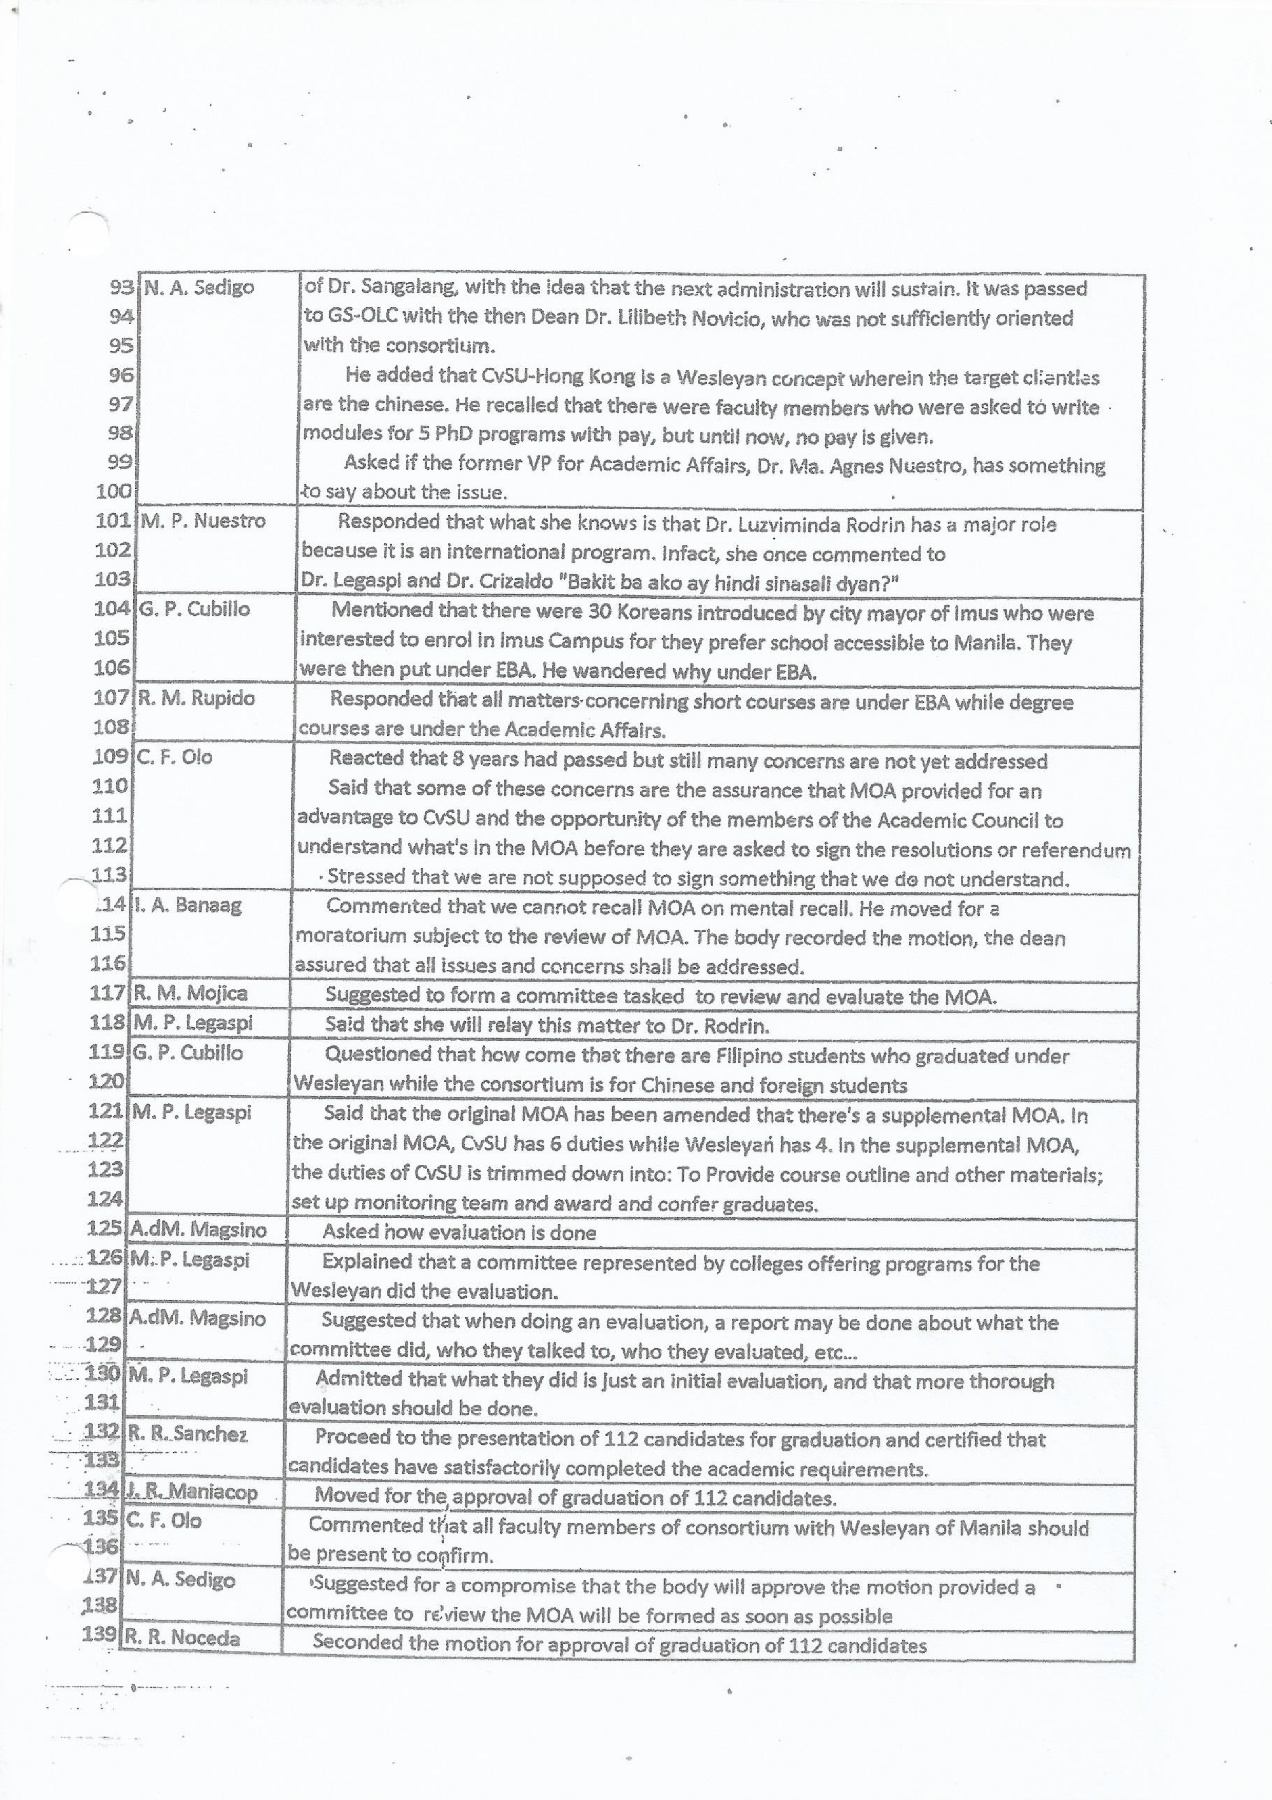 93 N. A. Sedigo of Dr. Sangalang, with the idea that the next administration will sustain. It was passed
94 to GS-OLC with the then Dean Dr. Lilibeth Novicio, who was not sufficiently oriented
95 with the consortium.
96 He added that CvSU-Hong Kong is a Wesleyan concept wherein the target clientles
97 are the chinese. He recalled that there were faculty members who were asked to write
98 modules for 5 PhD programs with pay, but until now, no pay is given.
99 Asked if the former VP for Academic Affairs, Dr. Ma. Agnes Nuestro, has something
100 to say about the issue.
101 M. P. Nuestro Responded that what she knows is that Dr. Luzviminda Rodrin has a major role
102 because it is an international program. Infact, she once commented to
103 Dr. Legaspi and Dr. Crizaldo "Bakit ba ako ay hindi sinasali dyan?"
104 G. P. Cubillo Mentioned that there were 30 Koreans introduced by city mayor of Imus who were
105 interested to enrol in Imus Campus for they prefer school accessible to Manila. They
106 were then put under EBA. He wandered why under EBA.
107 R. M. Rupido Responded that all matters concerning short courses are under EBA while degree
108 courses are under the Academic Affairs.
109 C. F. Olo Reacted that 8 years had passed but still many concerns are not yet addressed
110 Said that some of these concerns are the assurance that MOA provided for an
111 advantage to CvSU and the opportunity of the members of the Academic Council to
112 understand what's in the MOA before they are asked to sign the resolutions or referendum
113 Stressed that we are not supposed to sign something that we do not understand.
14 I. A. Banaag Commented that we cannot recall MOA on mental recall. He moved for a
115 moratorium subject to the review of MOA. The body recorded the motion, the dean
116 assured that all issues and concerns shall be addressed.
117 R. M. Mojica Suggested to form a committee tasked to review and evaluate the MOA.
118 M. P. Legaspi Said that she will relay this matter to Dr. Rodrin.
119 G. P. Cubillo Questioned that how come that there are Filipino students who graduated under
120 Wesleyan while the consortium is for Chinese and foreign students
121 M. P. Legaspi Said that the original MOA has been amended that there's a supplemental MOA. In
122 the original MOA, CvSU has 6 duties while Wesleyan has 4. In the supplemental MOA,
123 the duties of CvSU is trimmed down into: To Provide course outline and other materials;
124 set up monitoring team and award and confer graduates.
125 A.dM. Magsino Asked how evaluation is done
126 M. P. Legaspi Explained that a committee represented by colleges offering programs for the
127 Wesleyan did the evaluation.
128 A.dM. Magsino Suggested that when doing an evaluation, a report may be done about what the
129 committee did, who they talked to, who they evaluated, etc...
130 M. P. Legaspi Admitted that what they did is just an initial evaluation, and that more thorough
131 evaluation should be done.
132 R. R. Sanchez Proceed to the presentation of 112 candidates for graduation and certified that
133 candidates have satisfactorily completed the academic requirements.
134 J. R. Maniacop Moved for the approval of graduation of 112 candidates.
135 C. F. Olo Commented that all faculty members of consortium with Wesleyan of Manila should
136 be present to confirm.
137 N. A. Sedigo Suggested for a compromise that the body will approve the motion provided a
138 committee to review the MOA will be formed as soon as possible
139 R. R. Noceda Seconded the motion for approval of graduation of 112 candidates